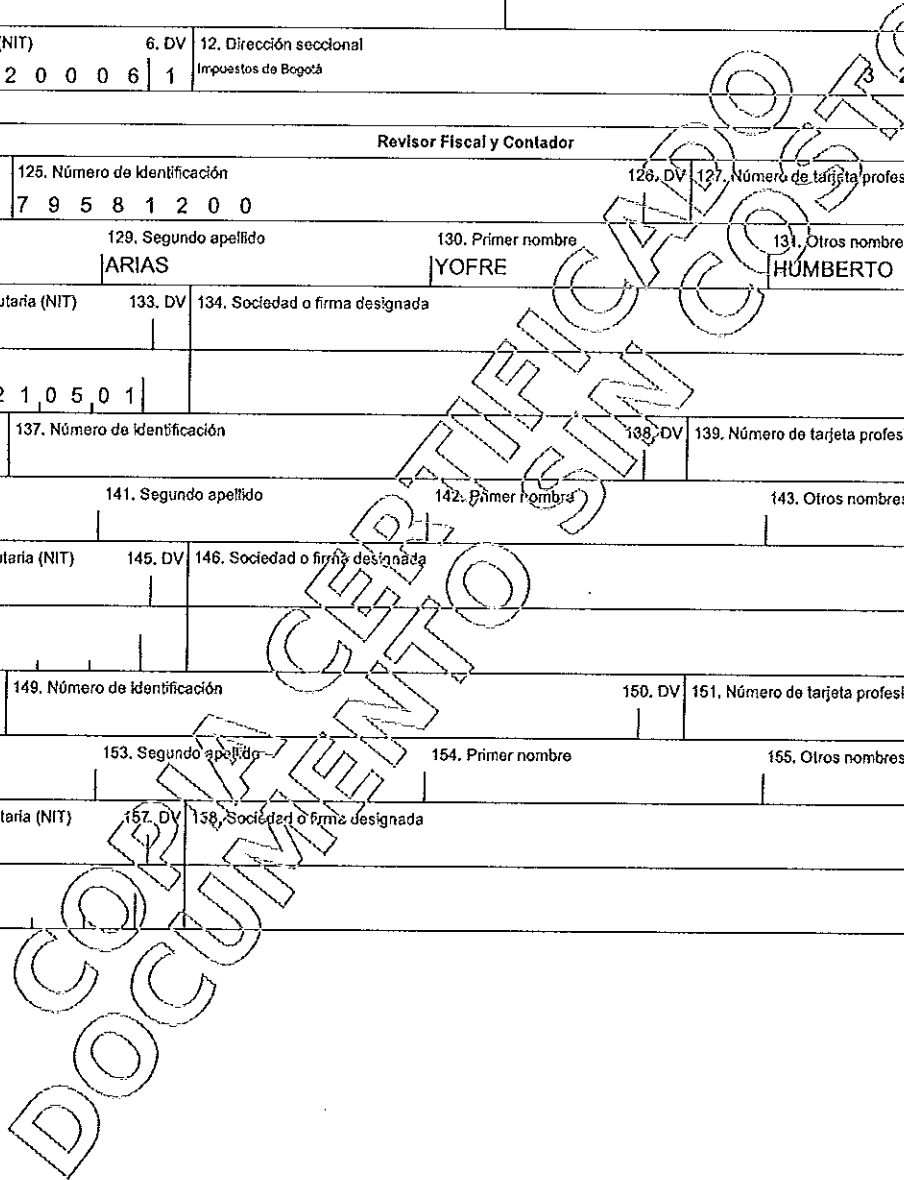 (NIT) 6. DV 12. Dirección seccional
2 0 0 0 6 1 Impuestos de Bogotá 3 2
Revisor Fiscal y Contador
125. Número de identificación 126. DV 127. Número de tarjeta profes
7 9 5 8 1 2 0 0
129. Segundo apellido 130. Primer nombre 131. Otros nombre
ARIAS YOFRE HUMBERTO
utaria (NIT) 133. DV 134. Sociedad o firma designada
2 1 0 5 0 1
137. Número de identificación 138. DV 139. Número de tarjeta profes
141. Segundo apellido 142. Primer nombre 143. Otros nombres
utaria (NIT) 145. DV 146. Sociedad o firma designada
149. Número de identificación 150. DV 151. Número de tarjeta profesi
153. Segundo apellido 154. Primer nombre 155. Otros nombres
taria (NIT) 157. DV 158. Sociedad o firma designada
COPIA CERTIFICADO
DOCUMENTO SIN COSTO